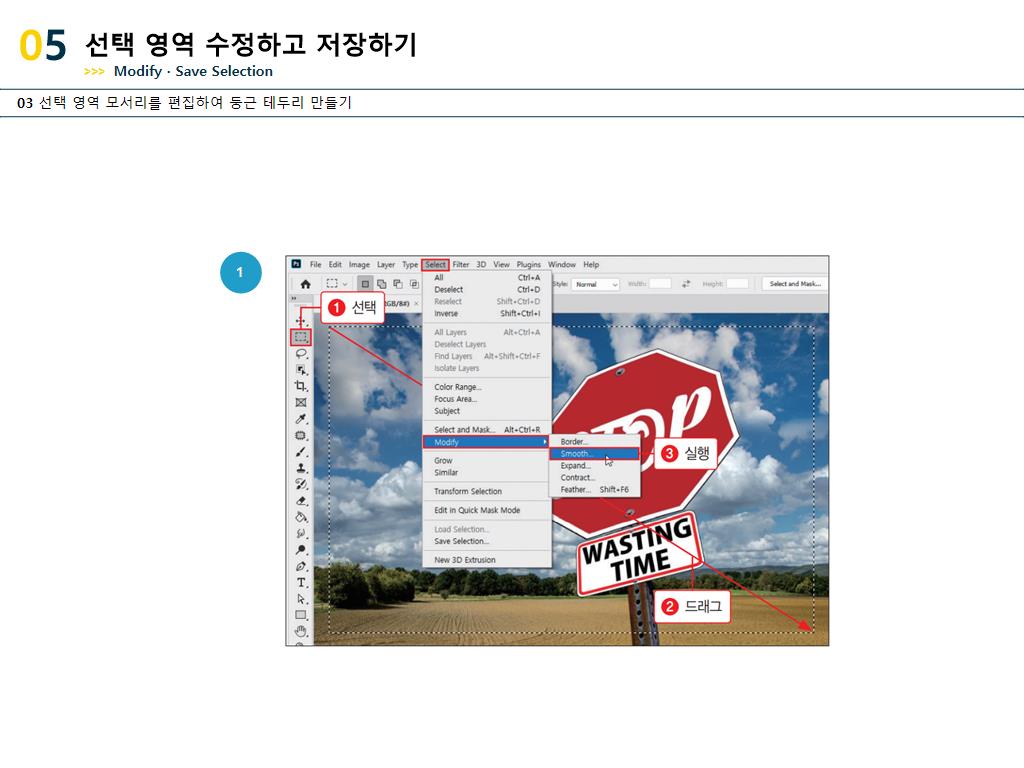 05 선택 영역 수정하고 저장하기
>>> Modify · Save Selection
03 선택 영역 모서리를 편집하여 둥근 테두리 만들기
1
Ps File Edit Image Layer Type Select Filter 3D View Plugins Window Help
Style: Normal Width: Height: Select and Mask...
GB/8#) ×
1 선택
All Ctrl+A
Deselect Ctrl+D
Reselect Shift+Ctrl+D
Inverse Shift+Ctrl+I
All Layers Alt+Ctrl+A
Deselect Layers
Find Layers Alt+Shift+Ctrl+F
Isolate Layers
Color Range...
Focus Area...
Subject
Select and Mask... Alt+Ctrl+R
Modify
Grow
Similar
Transform Selection
Edit in Quick Mask Mode
Load Selection...
Save Selection...
New 3D Extrusion
Border...
Smooth...
Expand...
Contract...
Feather... Shift+F6
3 실행
STOP
WASTING
TIME
2 드래그